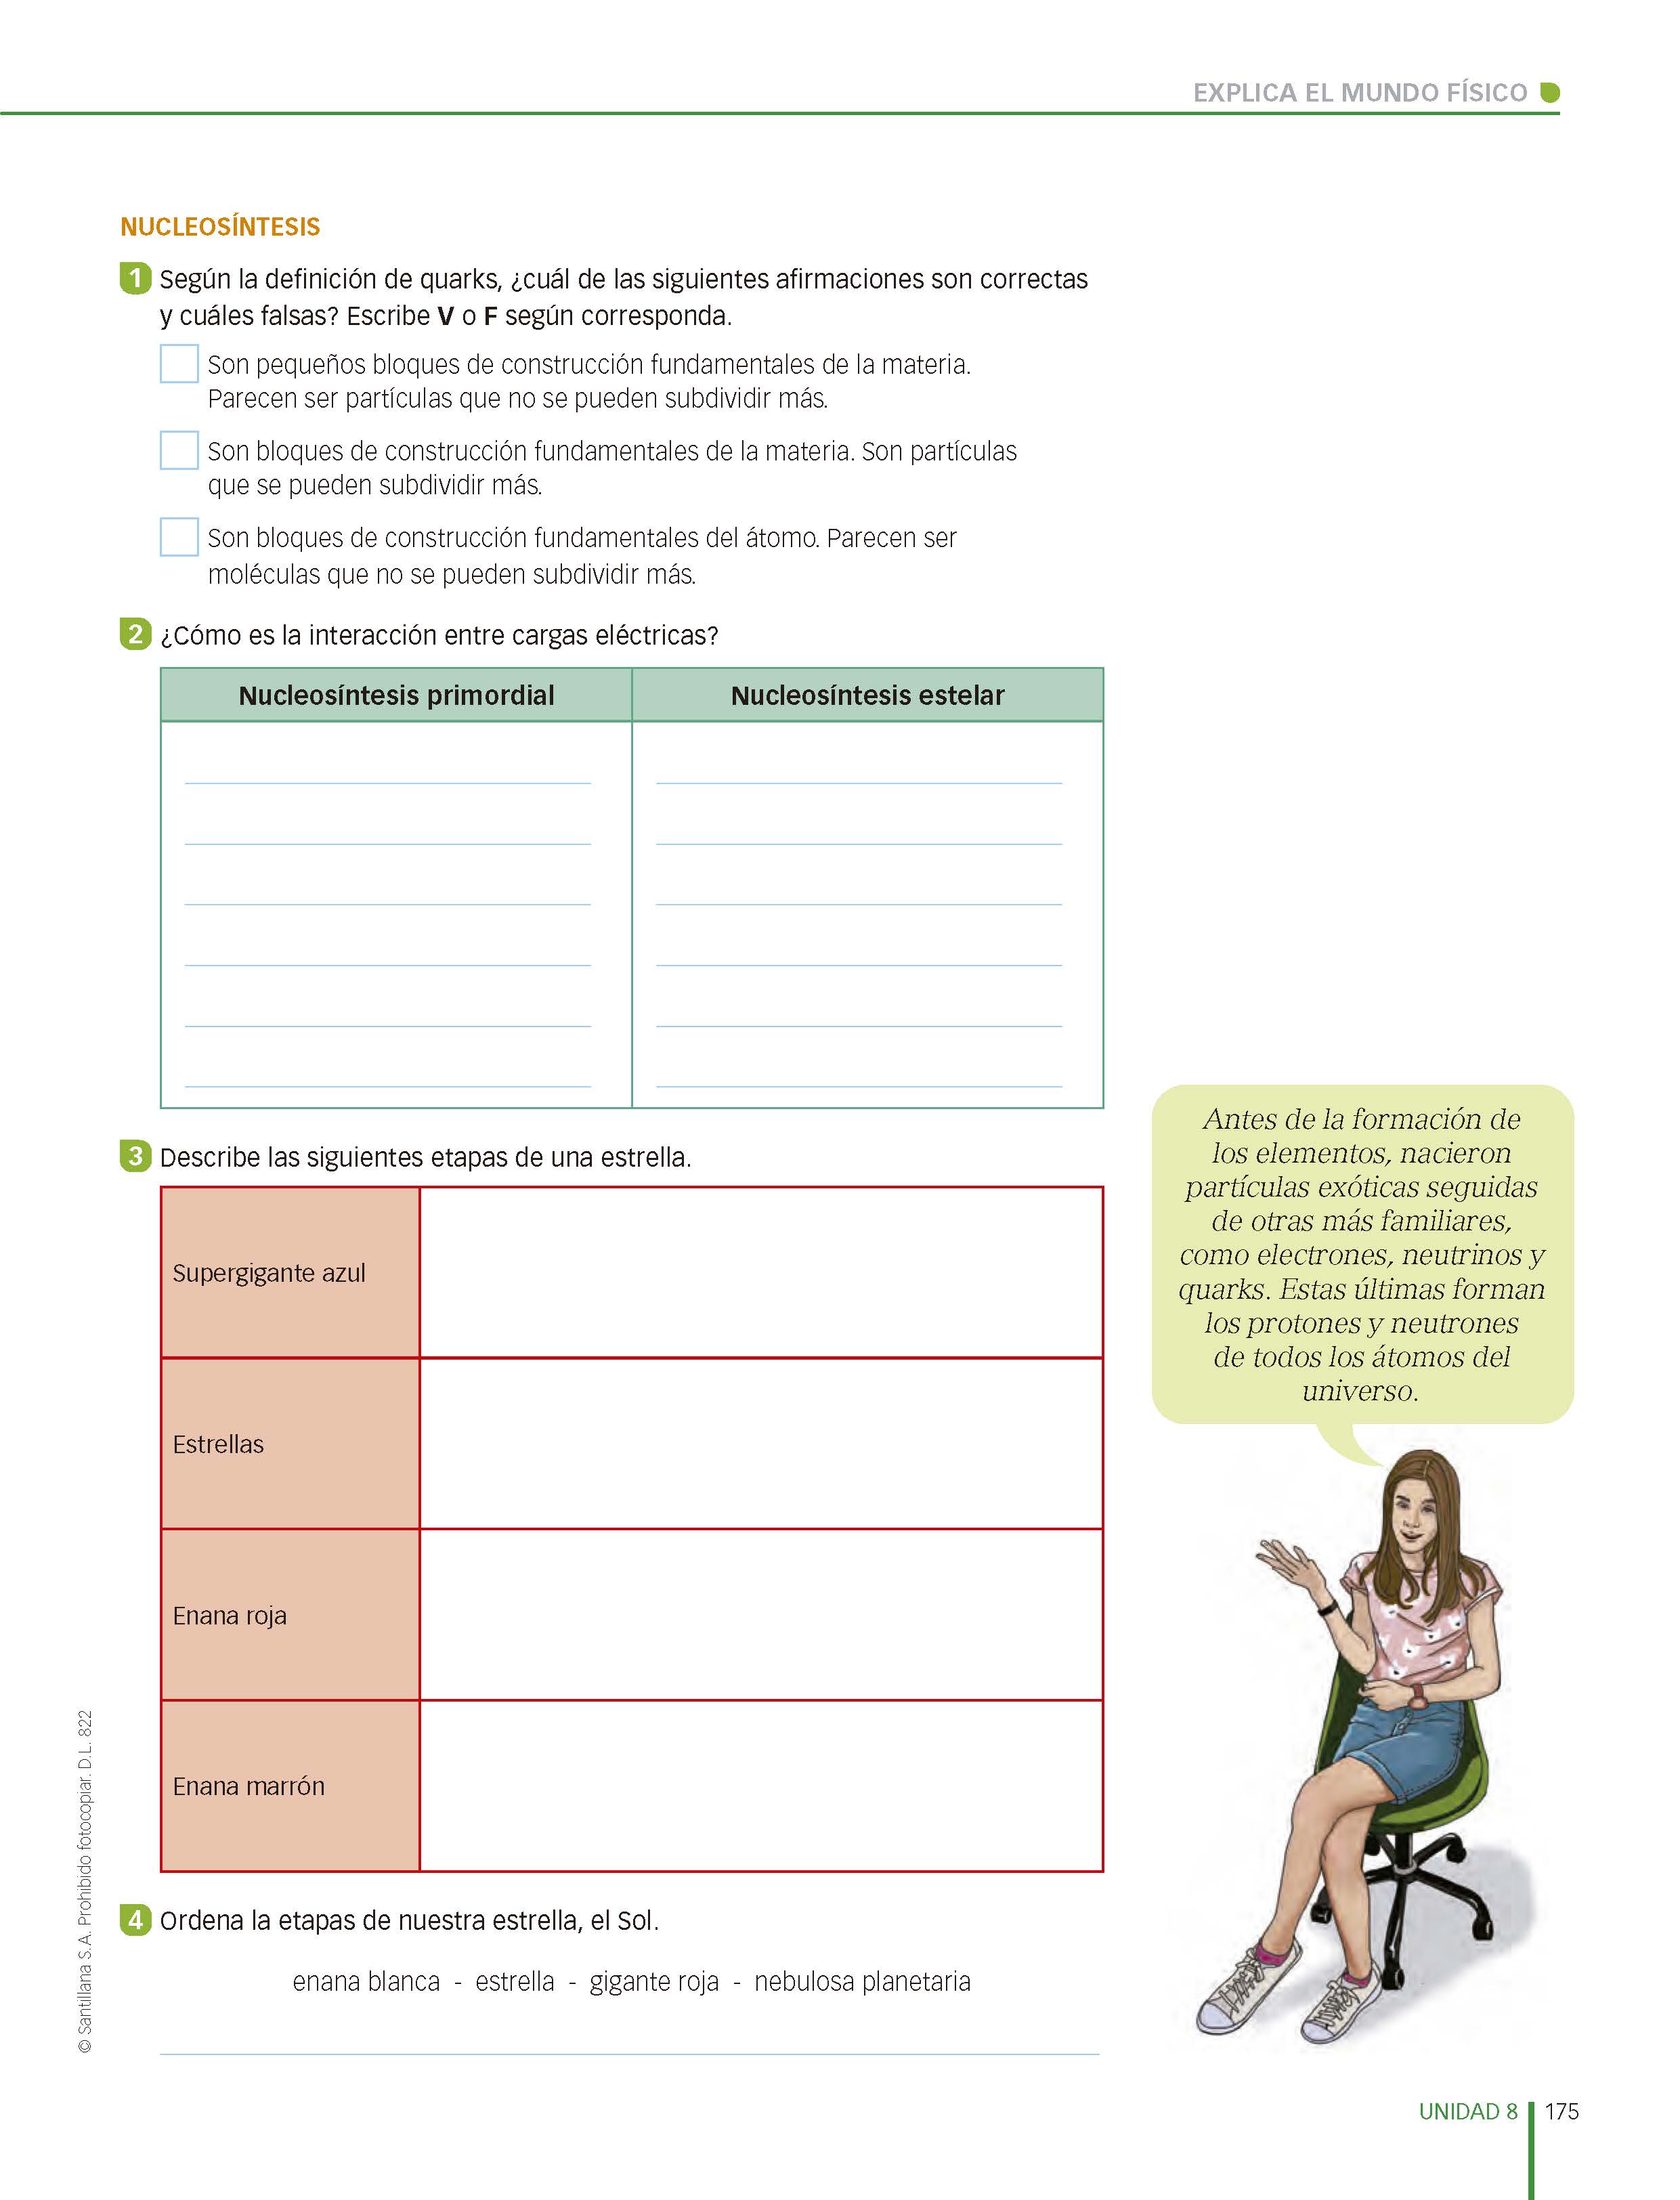 EXPLICA EL MUNDO FÍSICO
NUCLEOSÍNTESIS
1 Según la definición de quarks, ¿cuál de las siguientes afirmaciones son correctas
y cuáles falsas? Escribe V o F según corresponda.
Son pequeños bloques de construcción fundamentales de la materia.
Parecen ser partículas que no se pueden subdividir más.
Son bloques de construcción fundamentales de la materia. Son partículas
que se pueden subdividir más.
Son bloques de construcción fundamentales del átomo. Parecen ser
moléculas que no se pueden subdividir más.
2 ¿Cómo es la interacción entre cargas eléctricas?
Nucleosíntesis primordial
Nucleosíntesis estelar
3 Describe las siguientes etapas de una estrella.
Supergigante azul
Estrellas
Enana roja
Enana marrón
Antes de la formación de
los elementos, nacieron
partículas exóticas seguidas
de otras más familiares,
como electrones, neutrinos y
quarks. Estas últimas forman
los protones y neutrones
de todos los átomos del
universo.
4 Ordena la etapas de nuestra estrella, el Sol.
enana blanca - estrella - gigante roja - nebulosa planetaria
© Santillana S.A. Prohibido fotocopiar. D.L. 822
UNIDAD 8 175